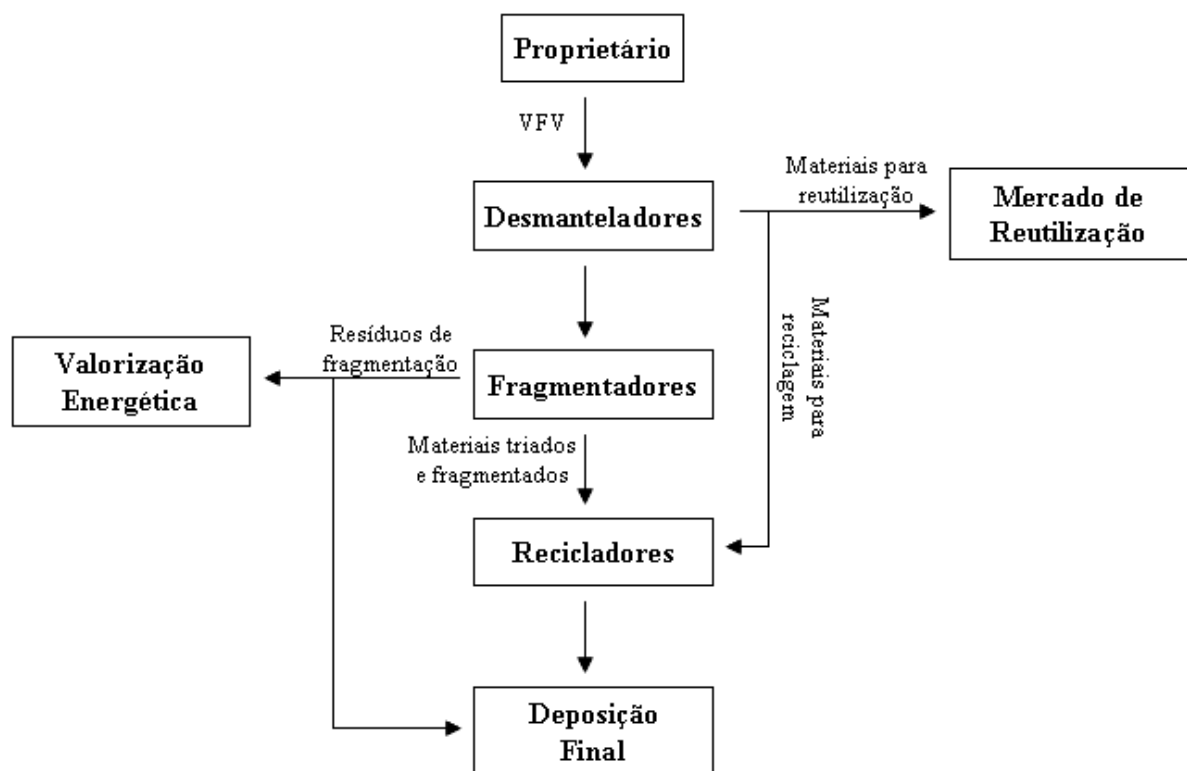 Proprietário
VFV
Materiais para
reutilização
Desmanteladores
Mercado de
Reutilização
Materiais para
reciclagem
Resíduos de
fragmentação
Valorização
Energética
Fragmentadores
Materiais triados
e fragmentados
Recicladores
Deposição
Final